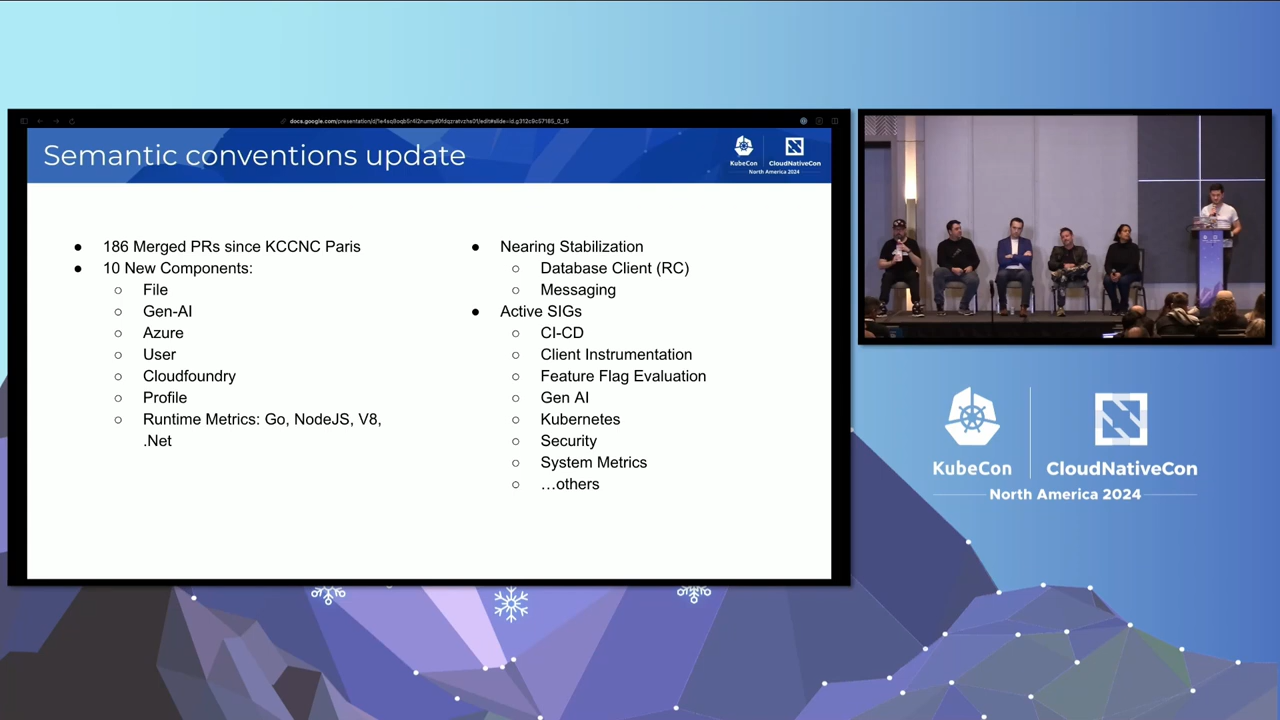 Semantic conventions update
KubeCon
CloudNativeCon
North America 2024
● 186 Merged PRs since KCCNC Paris
● 10 New Components:
○ File
○ Gen-AI
○ Azure
○ User
○ Cloudfoundry
○ Profile
○ Runtime Metrics: Go, NodeJS, V8,
.Net
● Nearing Stabilization
○ Database Client (RC)
○ Messaging
● Active SIGs
○ CI-CD
○ Client Instrumentation
○ Feature Flag Evaluation
○ Gen AI
○ Kubernetes
○ Security
○ System Metrics
○ …others
KubeCon
CloudNativeCon
North America 2024